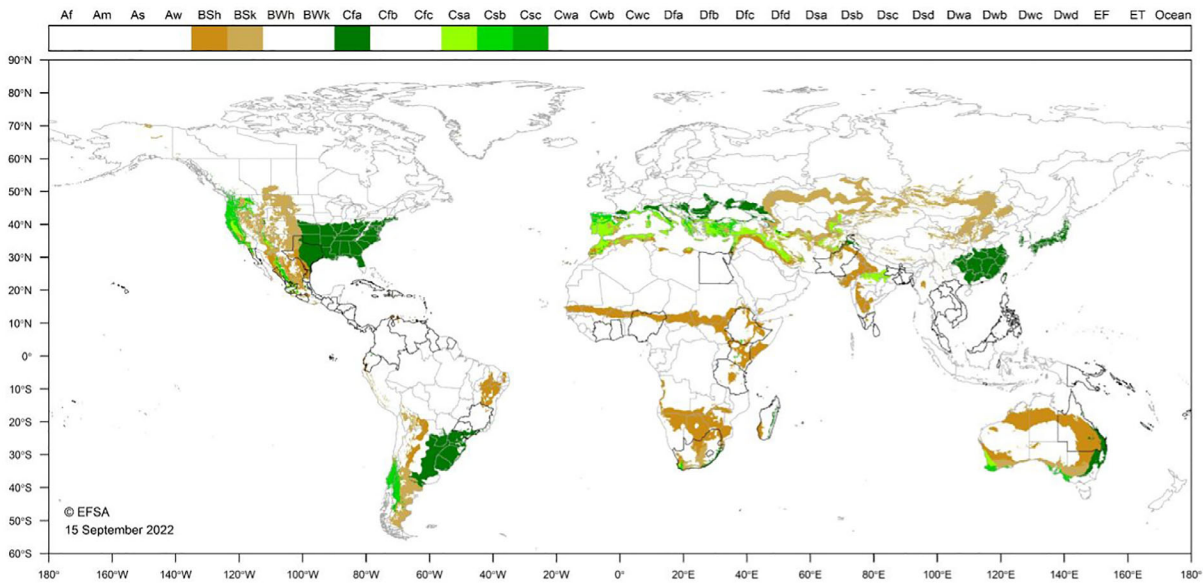 Af Am As Aw BSh BSk BWh BWk Cfa Cfb Cfc Csa Csb Csc Cwa Cwb Cwc Dfa Dfb Dfc Dfd Dsa Dsb Dsc Dsd Dwa Dwb Dwc Dwd EF ET Ocean
90°N
80°N
70°N
60°N
50°N
40°N
30°N
20°N
10°N
0°
10°S
20°S
30°S
40°S
50°S
60°S
© EFSA
15 September 2022
180°W 160°W 140°W 120°W 100°W 80°W 60°W 40°W 20°W 0° 20°E 40°E 60°E 80°E 100°E 120°E 140°E 160°E 180°E